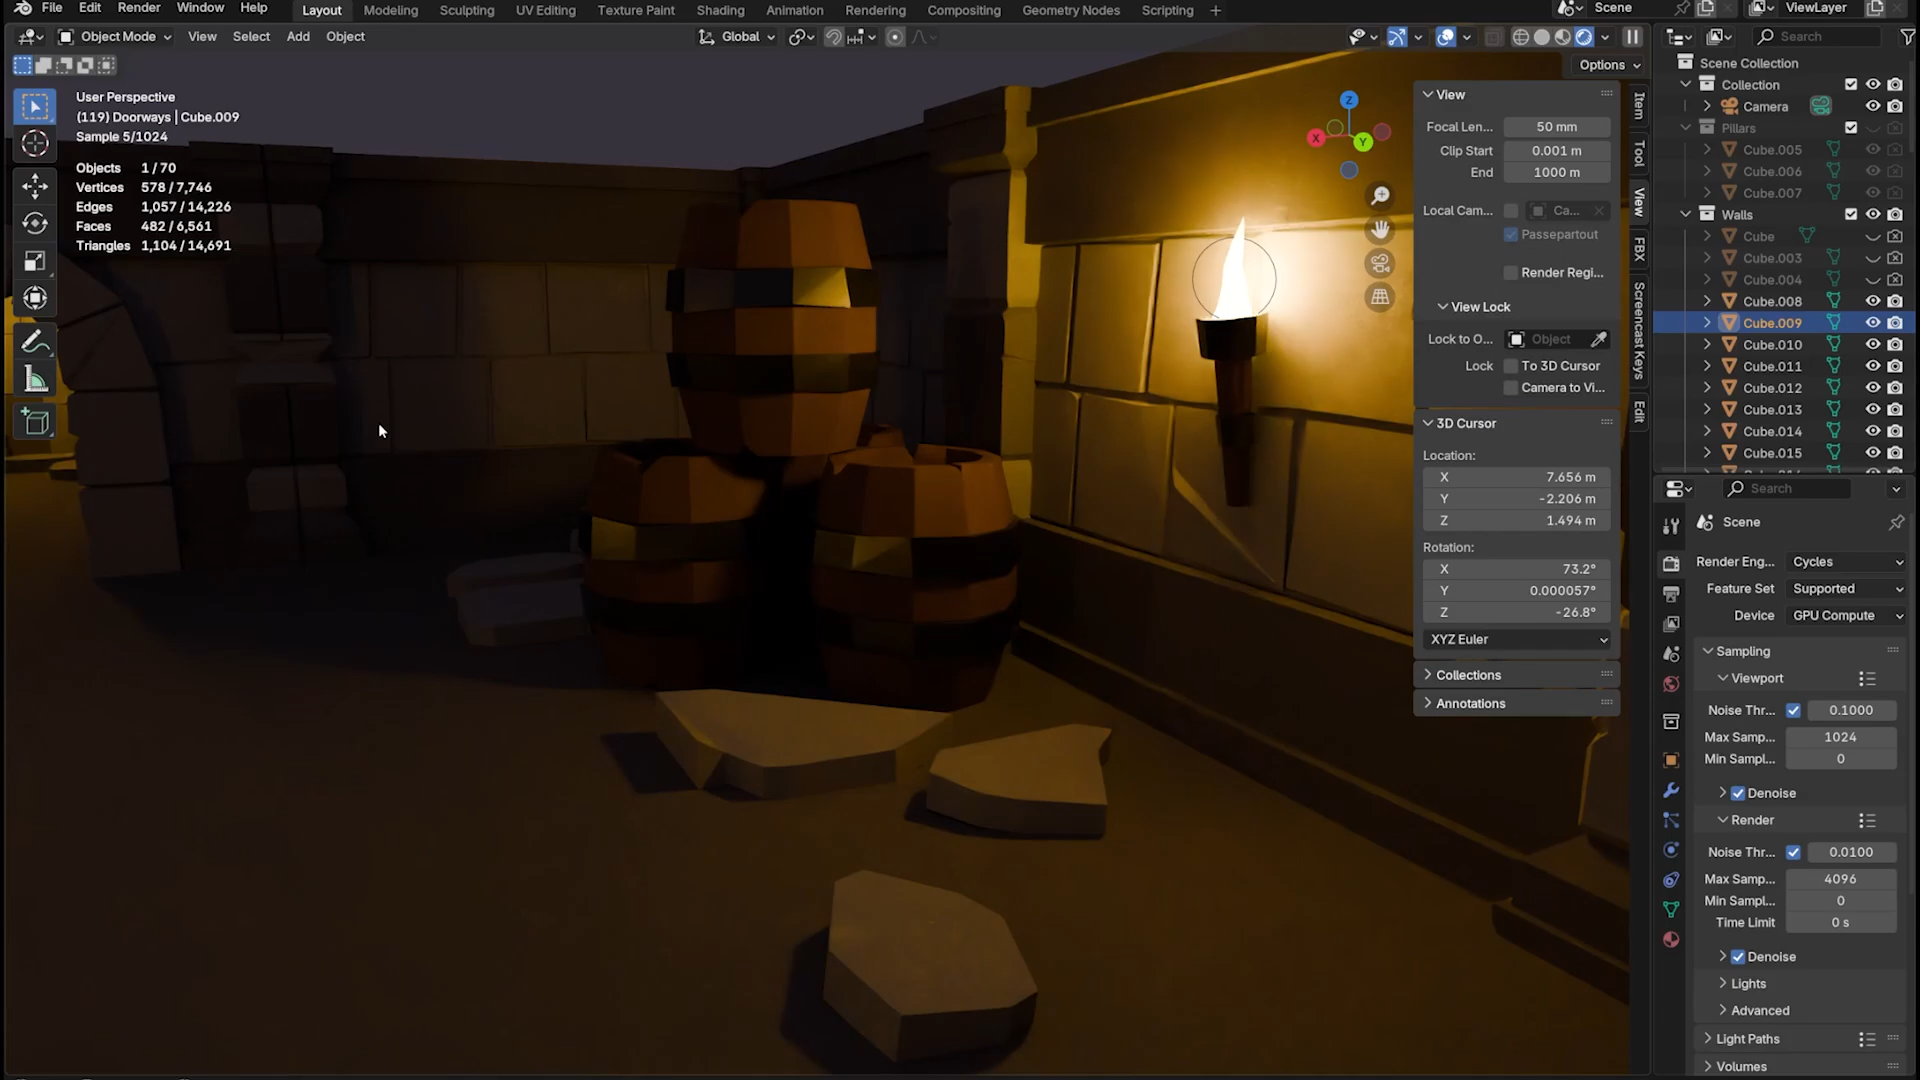 File Edit Render Window Help Layout Modeling Sculpting UV Editing Texture Paint Shading Animation Rendering Compositing Geometry Nodes Scripting + Scene ViewLayer
Object Mode View Select Add Object Global Search
Options
User Perspective
(119) Doorways | Cube.009
Sample 5/1024
Objects 1 / 70
Vertices 578 / 7,746
Edges 1,057 / 14,226
Faces 482 / 6,561
Triangles 1,104 / 14,691
Z
X
Y
View
Focal Len... 50 mm
Clip Start 0.001 m
End 1000 m
Local Cam... Ca...
Passepartout
Render Regi...
View Lock
Lock to O... Object
Lock To 3D Cursor
Camera to Vi...
3D Cursor
Location:
X 7.656 m
Y -2.206 m
Z 1.494 m
Rotation:
X 73.2°
Y 0.000057°
Z -26.8°
XYZ Euler
Collections
Annotations
Item
Tool
View
FBX
Screencast Keys
Edit
Scene Collection
Collection
Camera
Pillars
Cube.005
Cube.006
Cube.007
Walls
Cube
Cube.003
Cube.004
Cube.008
Cube.009
Cube.010
Cube.011
Cube.012
Cube.013
Cube.014
Cube.015
Search
Scene
Render Eng... Cycles
Feature Set Supported
Device GPU Compute
Sampling
Viewport
Noise Thr... 0.1000
Max Samp... 1024
Min Sampl... 0
Denoise
Render
Noise Thr... 0.0100
Max Samp... 4096
Min Sampl... 0
Time Limit 0 s
Denoise
Lights
Advanced
Light Paths
Volumes